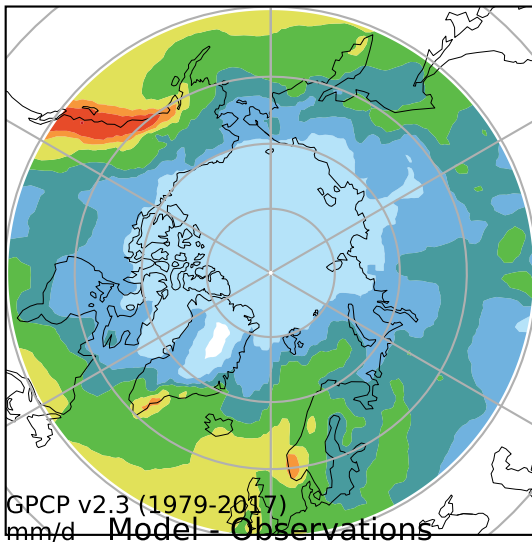 GPCP v2.3 (1979-2017)
mm/d Model - Observations